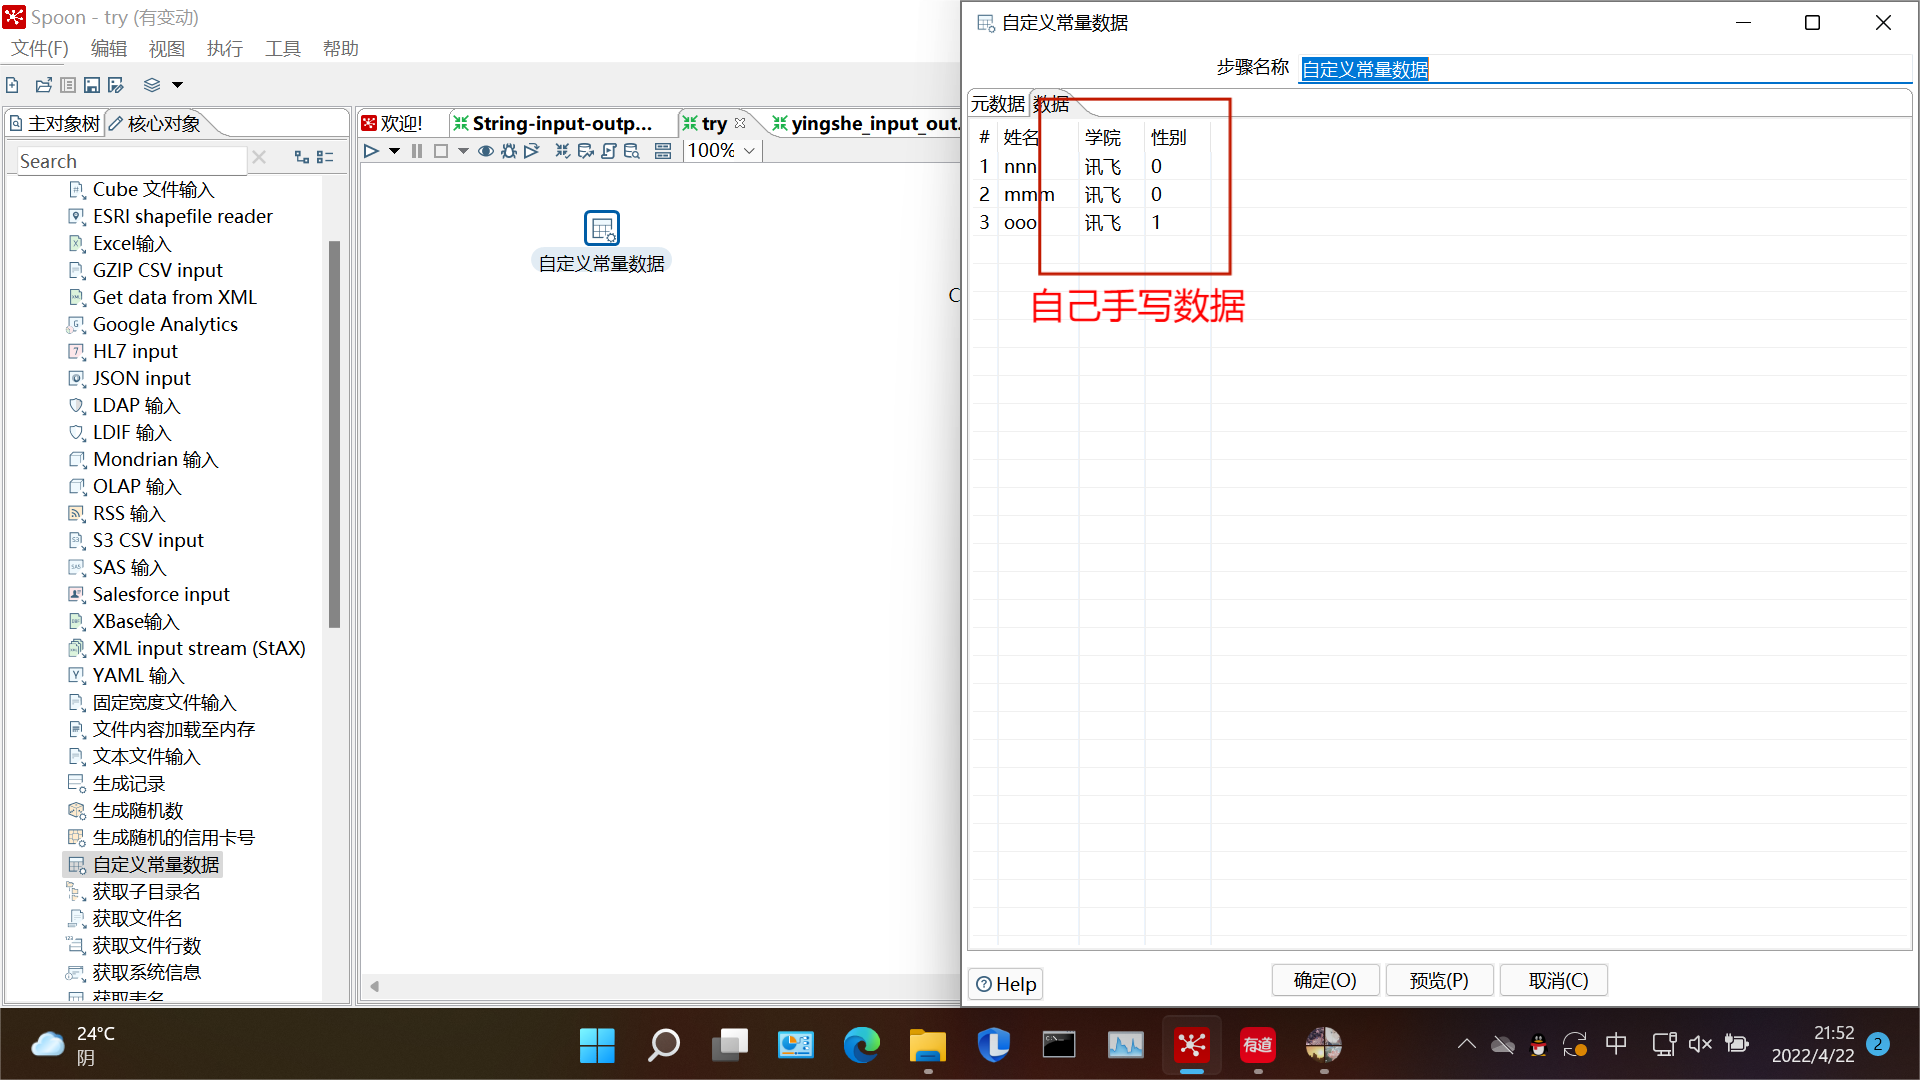 Spoon - try (有变动)
文件(F) 编辑 视图 执行 工具 帮助
主对象树 核心对象
Search
Cube 文件输入
ESRI shapefile reader
Excel输入
GZIP CSV input
Get data from XML
Google Analytics
HL7 input
JSON input
LDAP 输入
LDIF 输入
Mondrian 输入
OLAP 输入
RSS 输入
S3 CSV input
SAS 输入
Salesforce input
XBase输入
XML input stream (StAX)
YAML 输入
固定宽度文件输入
文件内容加载至内存
文本文件输入
生成记录
生成随机数
生成随机的信用卡号
自定义常量数据
获取子目录名
获取文件名
获取文件行数
获取系统信息
获取表名
欢迎! String-input-outp... try yingshe_input_out.
100%
自定义常量数据
C
自定义常量数据
步骤名称 自定义常量数据
元数据 数据
# 姓名 学院 性别
1 nnn 讯飞 0
2 mmm 讯飞 0
3 ooo 讯飞 1
自己手写数据
Help 确定(O) 预览(P) 取消(C)
24°C
阴
有道
中
21:52
2022/4/22
2